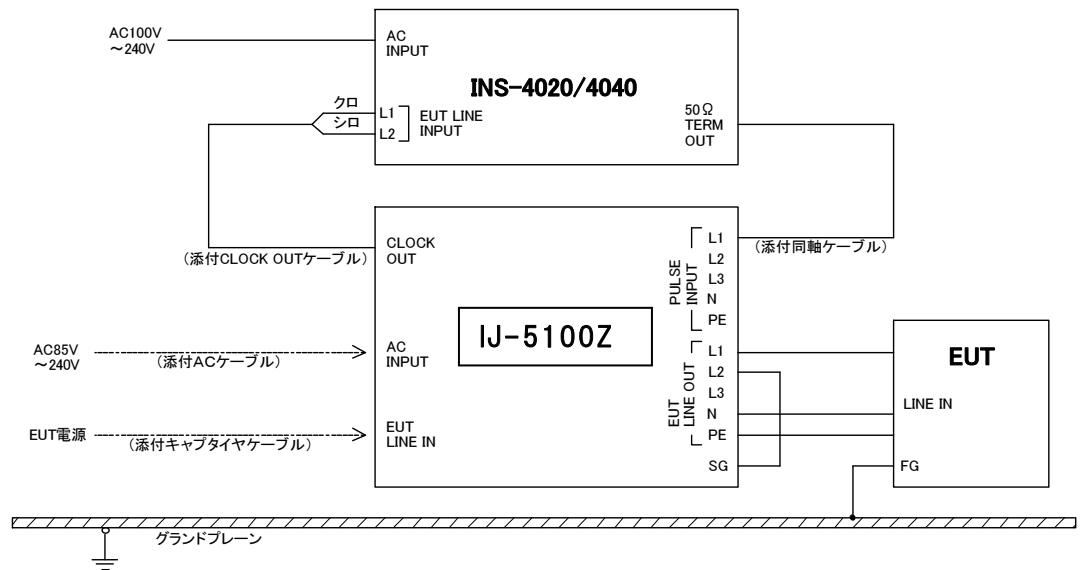 AC100V
～240V
AC
INPUT
INS-4020/4040
クロ
シロ
L1
L2
EUT LINE
INPUT
50Ω
TERM
OUT
（添付CLOCK OUTケーブル）
CLOCK
OUT
PULSE
INPUT
L1
L2
L3
N
PE
（添付同軸ケーブル）
IJ-5100Z
AC85V
～240V
（添付ACケーブル）
AC
INPUT
EUT電源
（添付キャプタイヤケーブル）
EUT
LINE IN
EUT
LINE OUT
L1
L2
L3
N
PE
SG
EUT
LINE IN
FG
グランドプレーン